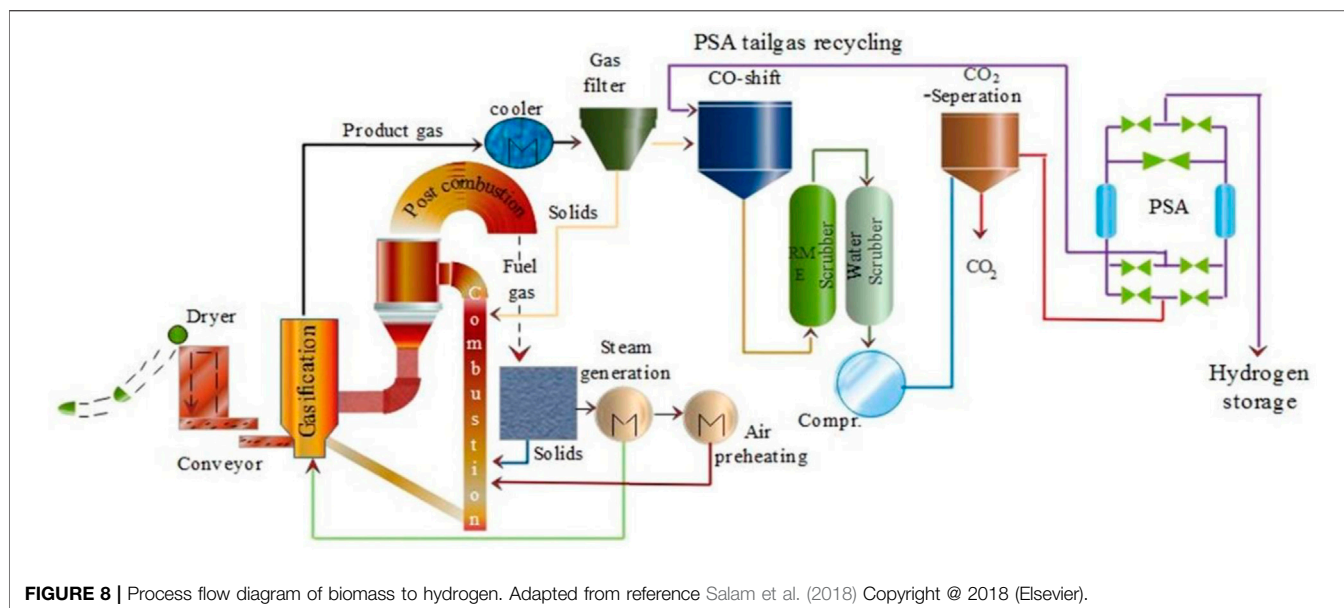 PSA tailgas recycling
Gas
filter
CO-shift
CO2
-Seperation
cooler
Product gas
Post combustion
Solids
PSA
RM
E
Scrubber
Water
Scrubber
CO2
Fuel
gas
Combustion
Dryer
Gasification
Steam
generation
Hydrogen
storage
Compr.
Air
preheating
Solids
Conveyor
FIGURE 8 | Process flow diagram of biomass to hydrogen. Adapted from reference Salam et al. (2018) Copyright @ 2018 (Elsevier).